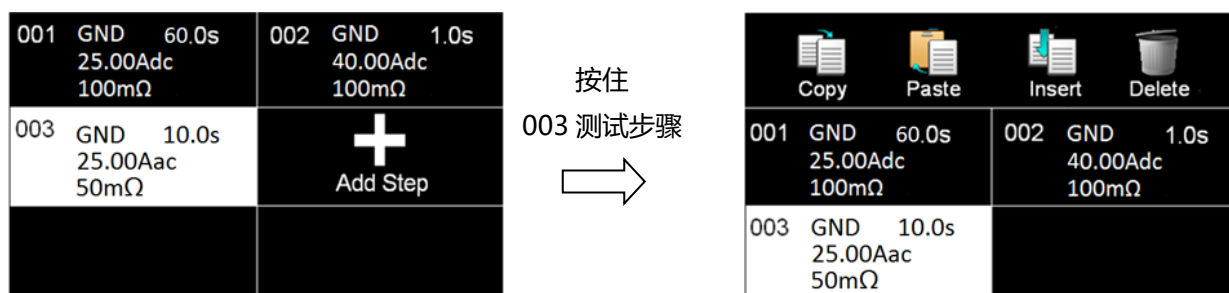 001 GND 60.0s 002 GND 1.0s
25.00Adc 40.00Adc
100mΩ 100mΩ
003 GND 10.0s
25.00Aac
50mΩ
Add Step
按住
003 测试步骤
Copy Paste Insert Delete
001 GND 60.0s 002 GND 1.0s
25.00Adc 40.00Adc
100mΩ 100mΩ
003 GND 10.0s
25.00Aac
50mΩ